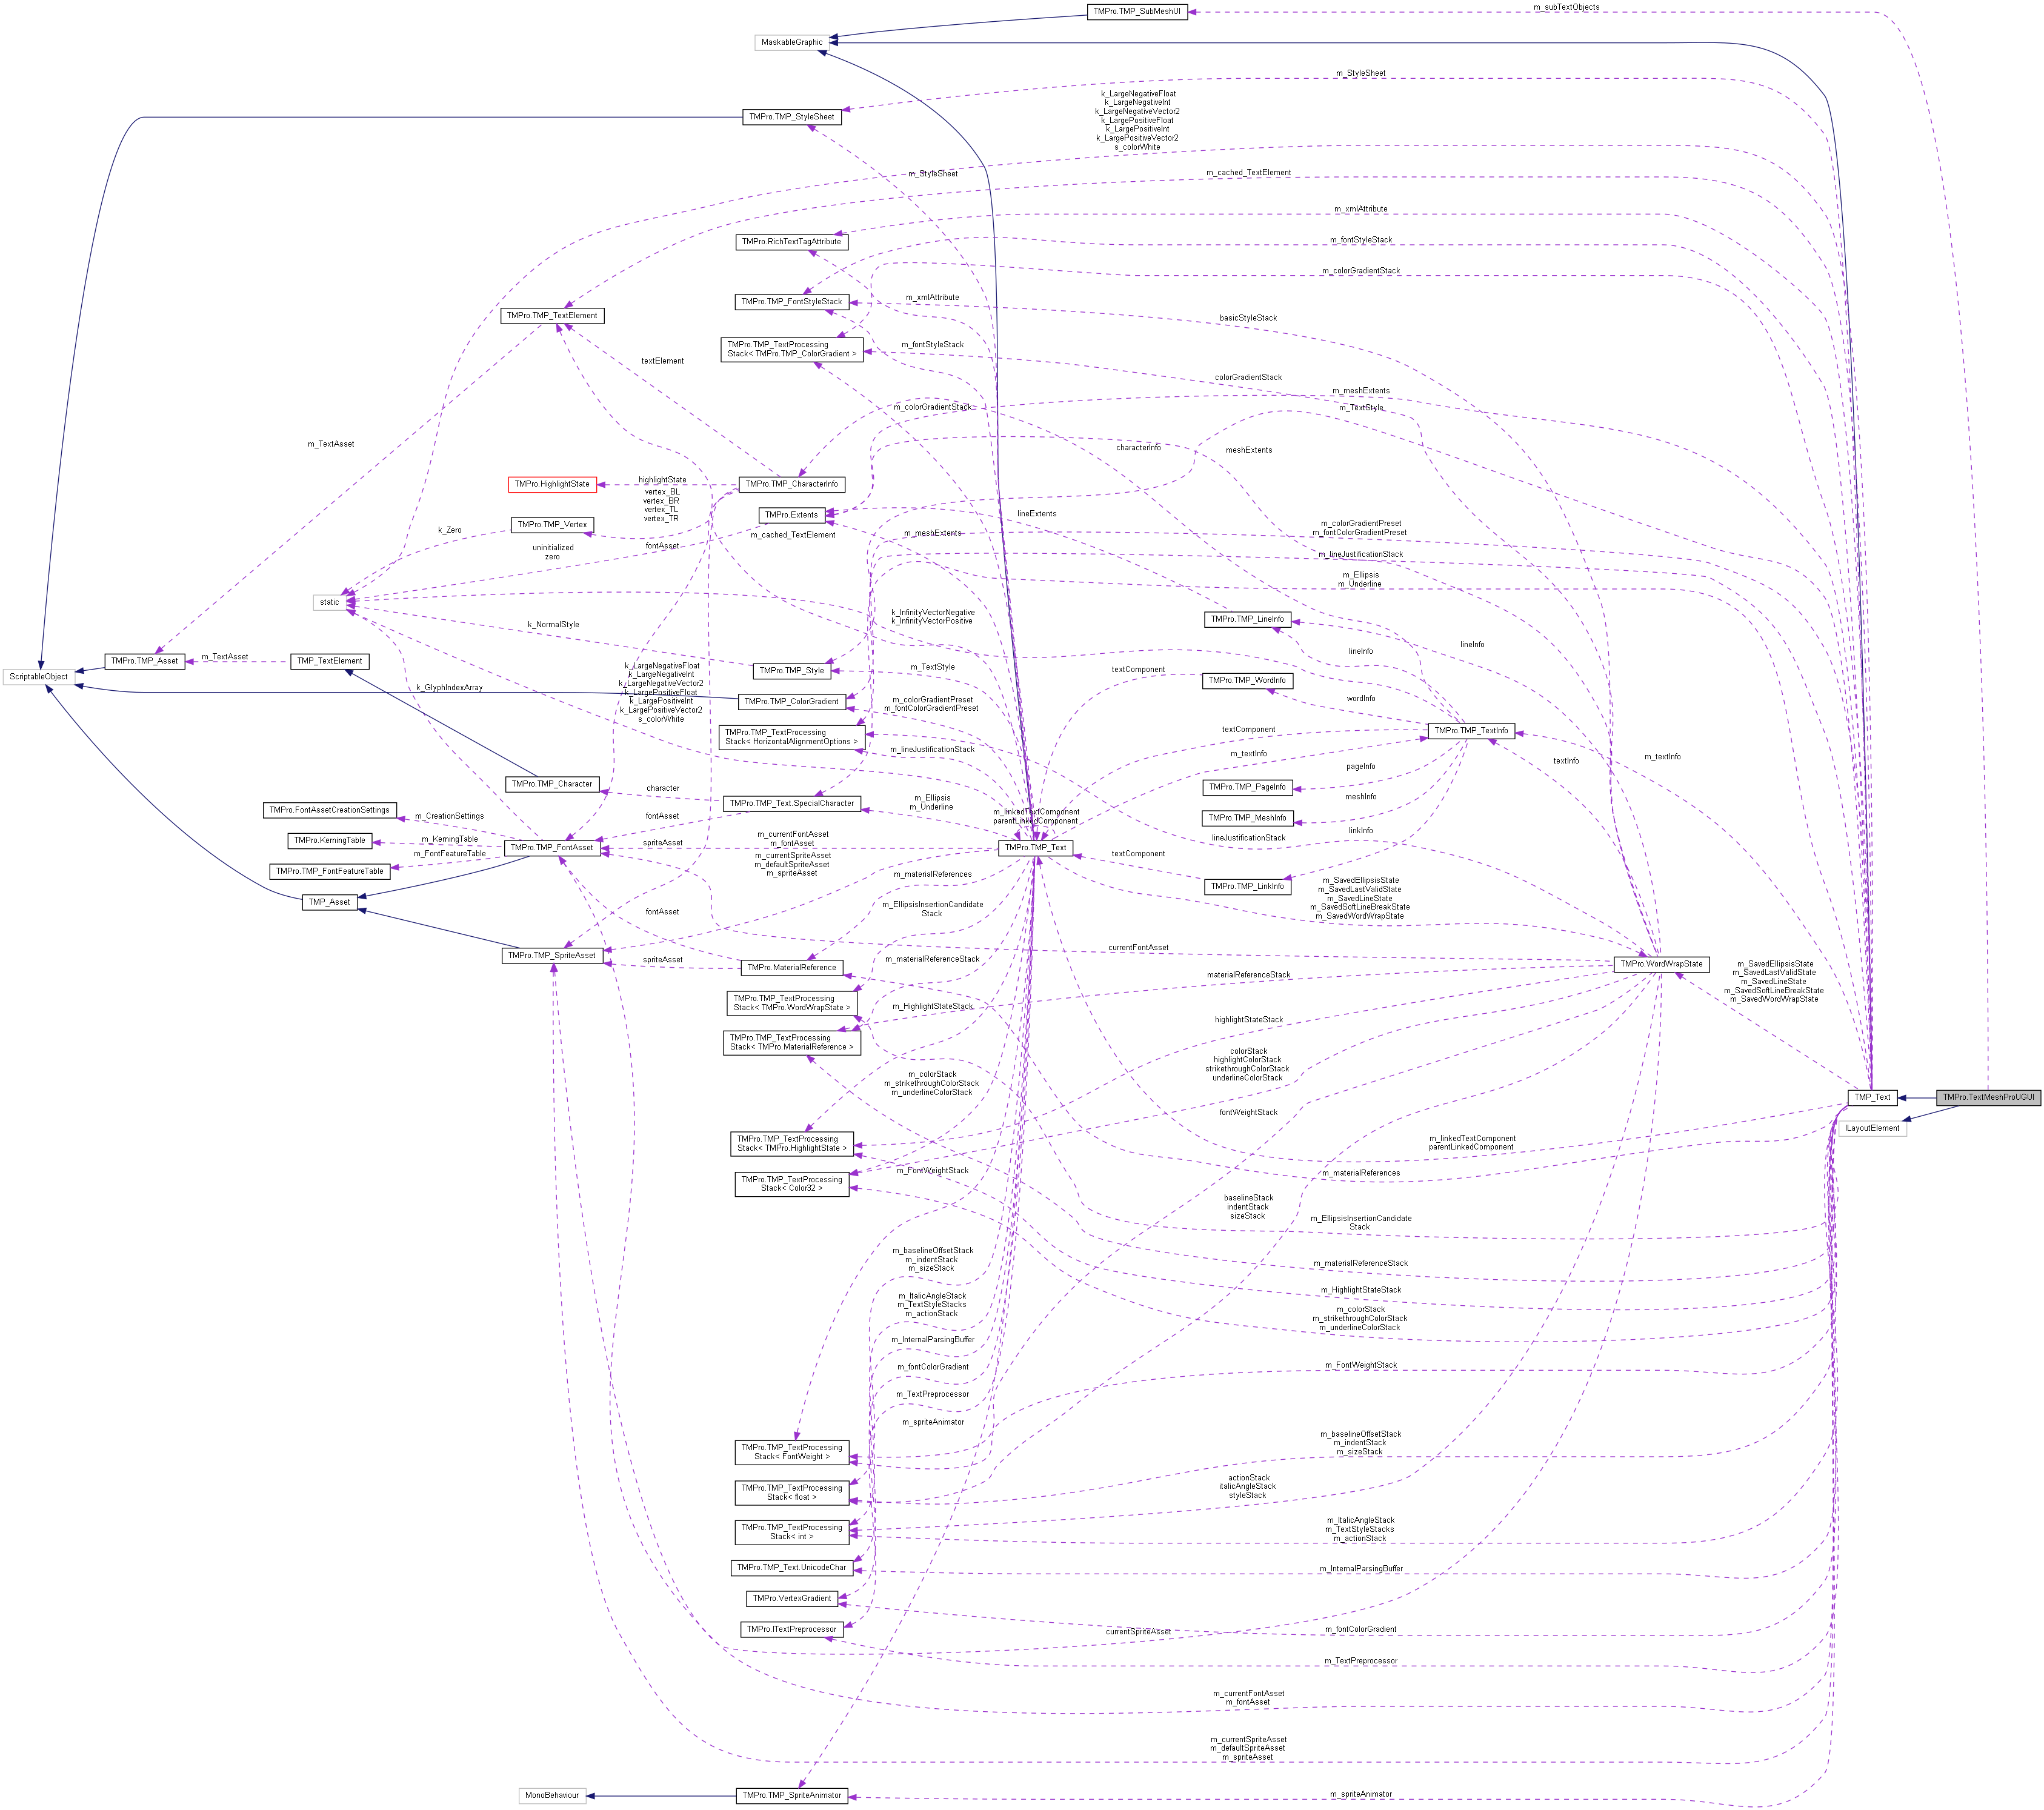 TMPro.TMP_SubMeshUI
m_subTextObjects
MaskableGraphic
m_StyleSheet
k_LargeNegativeFloat
k_LargeNegativeInt
k_LargeNegativeVector2
k_LargePositiveFloat
k_LargePositiveInt
k_LargePositiveVector2
s_colorWhite
TMPro.TMP_StyleSheet
m_StyleSheet
m_cached_TextElement
m_xmlAttribute
TMPro.RichTextTagAttribute
m_fontStyleStack
m_colorGradientStack
TMPro.TMP_FontStyleStack
m_xmlAttribute
TMPro.TMP_TextElement
basicStyleStack
TMPro.TMP_TextProcessing
Stack< TMPro.TMP_ColorGradient >
m_fontStyleStack
textElement
colorGradientStack
m_meshExtents
m_colorGradientStack
m_TextStyle
m_TextAsset
characterInfo
meshExtents
TMPro.HighlightState
highlightState
TMPro.TMP_CharacterInfo
vertex_BL
vertex_BR
vertex_TL
vertex_TR
TMPro.Extents
lineExtents
k_Zero
TMPro.TMP_Vertex
m_cached_TextElement
m_meshExtents
m_colorGradientPreset
m_fontColorGradientPreset
uninitialized
zero
fontAsset
m_lineJustificationStack
m_Ellipsis
m_Underline
static
k_InfinityVectorNegative
k_InfinityVectorPositive
TMPro.TMP_LineInfo
k_NormalStyle
lineInfo
lineInfo
TMPro.TMP_Asset
m_TextAsset
TMP_TextElement
TMPro.TMP_Style
m_TextStyle
textComponent
TMPro.TMP_WordInfo
ScriptableObject
k_GlyphIndexArray
k_LargeNegativeFloat
k_LargeNegativeInt
k_LargeNegativeVector2
k_LargePositiveFloat
k_LargePositiveInt
k_LargePositiveVector2
s_colorWhite
TMPro.TMP_ColorGradient
m_colorGradientPreset
m_fontColorGradientPreset
wordInfo
TMPro.TMP_TextProcessing
Stack< HorizontalAlignmentOptions >
textComponent
TMPro.TMP_TextInfo
m_lineJustificationStack
m_textInfo
textInfo
m_textInfo
pageInfo
TMPro.TMP_PageInfo
TMPro.TMP_Character
character
TMPro.TMP_Text.SpecialCharacter
m_Ellipsis
m_Underline
meshInfo
TMPro.FontAssetCreationSettings
m_CreationSettings
fontAsset
m_linkedTextComponent
parentLinkedComponent
TMPro.TMP_MeshInfo
TMPro.KerningTable
m_KerningTable
TMPro.TMP_FontAsset
spriteAsset
m_currentFontAsset
m_fontAsset
TMPro.TMP_Text
lineJustificationStack
linkInfo
m_FontFeatureTable
TMPro.TMP_FontFeatureTable
m_currentSpriteAsset
m_defaultSpriteAsset
m_spriteAsset
m_materialReferences
textComponent
TMPro.TMP_LinkInfo
TMP_Asset
fontAsset
m_EllipsisInsertionCandidate
Stack
m_SavedEllipsisState
m_SavedLastValidState
m_SavedLineState
m_SavedSoftLineBreakState
m_SavedWordWrapState
TMPro.TMP_SpriteAsset
spriteAsset
TMPro.MaterialReference
m_materialReferenceStack
currentFontAsset
materialReferenceStack
TMPro.WordWrapState
m_SavedEllipsisState
m_SavedLastValidState
m_SavedLineState
m_SavedSoftLineBreakState
m_SavedWordWrapState
TMPro.TMP_TextProcessing
Stack< TMPro.WordWrapState >
m_HighlightStateStack
highlightStateStack
TMPro.TMP_TextProcessing
Stack< TMPro.MaterialReference >
colorStack
highlightColorStack
strikethroughColorStack
underlineColorStack
m_colorStack
m_strikethroughColorStack
m_underlineColorStack
TMP_Text
TMPro.TextMeshProUGUI
fontWeightStack
ILayoutElement
TMPro.TMP_TextProcessing
Stack< TMPro.HighlightState >
m_linkedTextComponent
parentLinkedComponent
m_FontWeightStack
m_materialReferences
TMPro.TMP_TextProcessing
Stack< Color32 >
baselineStack
indentStack
sizeStack
m_EllipsisInsertionCandidate
Stack
m_baselineOffsetStack
m_indentStack
m_sizeStack
m_materialReferenceStack
m_HighlightStateStack
m_ItalicAngleStack
m_TextStyleStacks
m_actionStack
m_colorStack
m_strikethroughColorStack
m_underlineColorStack
m_InternalParsingBuffer
m_fontColorGradient
m_FontWeightStack
m_TextPreprocessor
m_spriteAnimator
TMPro.TMP_TextProcessing
Stack< FontWeight >
m_baselineOffsetStack
m_indentStack
m_sizeStack
TMPro.TMP_TextProcessing
Stack< float >
actionStack
italicAngleStack
styleStack
TMPro.TMP_TextProcessing
Stack< int >
m_ItalicAngleStack
m_TextStyleStacks
m_actionStack
TMPro.TMP_Text.UnicodeChar
m_InternalParsingBuffer
TMPro.VertexGradient
TMPro.ITextPreprocessor
currentSpriteAsset
m_fontColorGradient
m_TextPreprocessor
m_currentFontAsset
m_fontAsset
m_currentSpriteAsset
m_defaultSpriteAsset
m_spriteAsset
MonoBehaviour
TMPro.TMP_SpriteAnimator
m_spriteAnimator